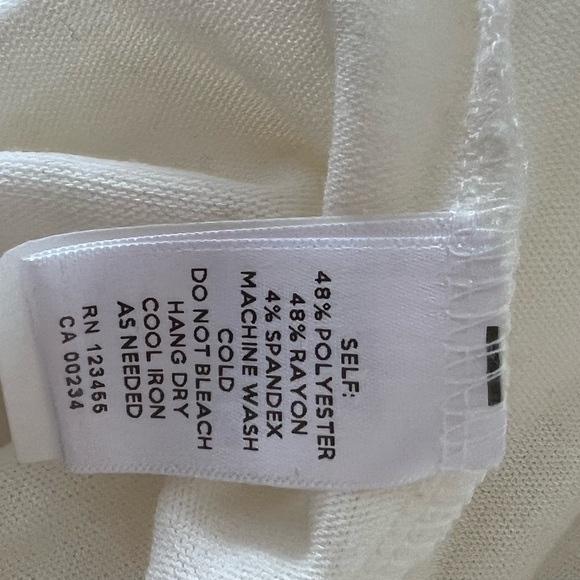 SELF:
48% POLYESTER
48% RAYON
4% SPANDEX
MACHINE WASH
COLD
DO NOT BLEACH
HANG DRY
COOL IRON
AS NEEDED
RN 123455
CA 00234